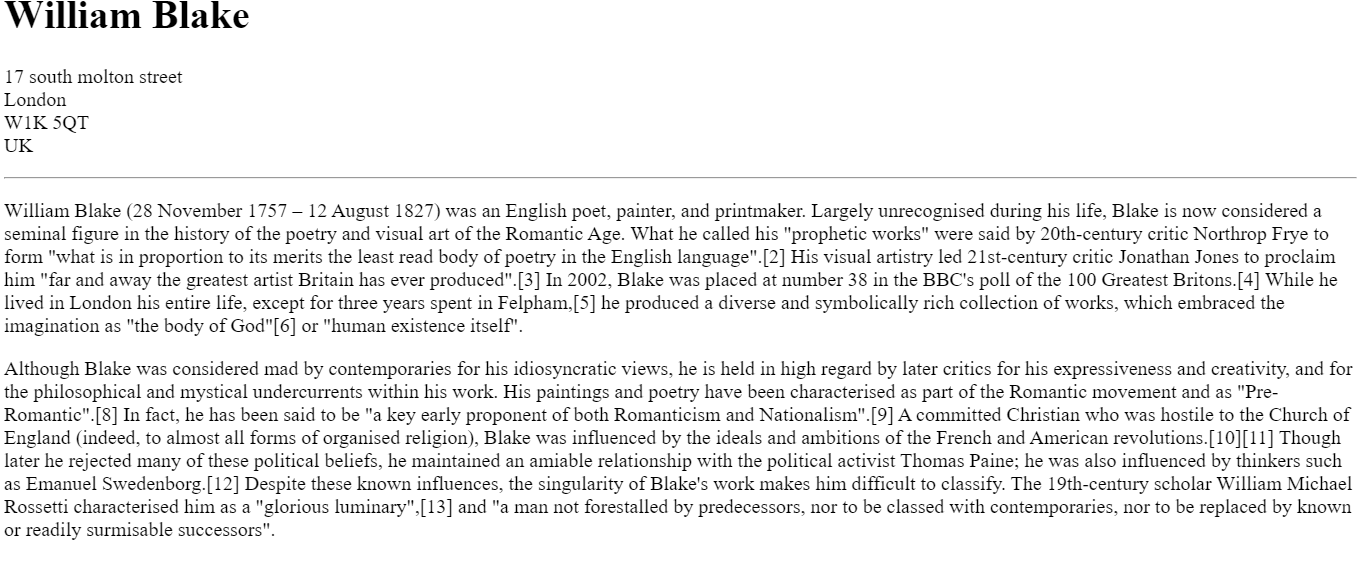 William Blake
17 south molton street
London
W1K 5QT
UK
William Blake (28 November 1757 – 12 August 1827) was an English poet, painter, and printmaker. Largely unrecognised during his life, Blake is now considered a
seminal figure in the history of the poetry and visual art of the Romantic Age. What he called his "prophetic works" were said by 20th-century critic Northrop Frye to
form "what is in proportion to its merits the least read body of poetry in the English language".[2] His visual artistry led 21st-century critic Jonathan Jones to proclaim
him "far and away the greatest artist Britain has ever produced".[3] In 2002, Blake was placed at number 38 in the BBC's poll of the 100 Greatest Britons.[4] While he
lived in London his entire life, except for three years spent in Felpham,[5] he produced a diverse and symbolically rich collection of works, which embraced the
imagination as "the body of God"[6] or "human existence itself".
Although Blake was considered mad by contemporaries for his idiosyncratic views, he is held in high regard by later critics for his expressiveness and creativity, and for
the philosophical and mystical undercurrents within his work. His paintings and poetry have been characterised as part of the Romantic movement and as "Pre-
Romantic".[8] In fact, he has been said to be "a key early proponent of both Romanticism and Nationalism".[9] A committed Christian who was hostile to the Church of
England (indeed, to almost all forms of organised religion), Blake was influenced by the ideals and ambitions of the French and American revolutions.[10][11] Though
later he rejected many of these political beliefs, he maintained an amiable relationship with the political activist Thomas Paine; he was also influenced by thinkers such
as Emanuel Swedenborg.[12] Despite these known influences, the singularity of Blake's work makes him difficult to classify. The 19th-century scholar William Michael
Rossetti characterised him as a "glorious luminary",[13] and "a man not forestalled by predecessors, nor to be classed with contemporaries, nor to be replaced by known
or readily surmisable successors".